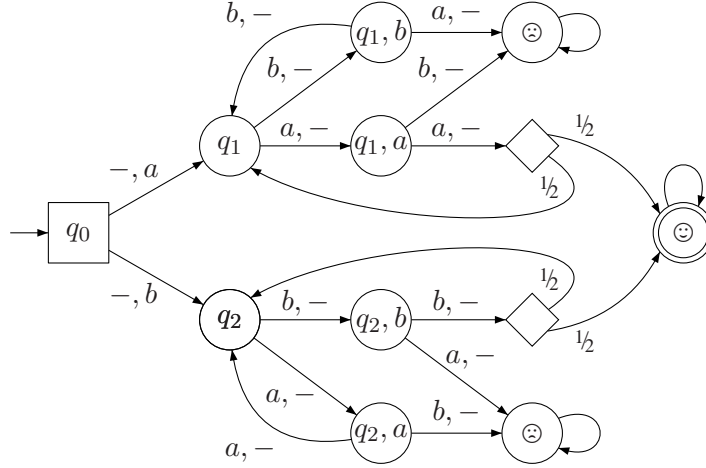 b, −
a, −
q₁, b
☹
b, −
b, −
½
q₁
a, −
q₁, a
a, −
−, a
½
q₀
☺
½
−, b
q₂
b, −
q₂, b
b, −
½
a, −
a, −
q₂, a
b, −
☹
a, −